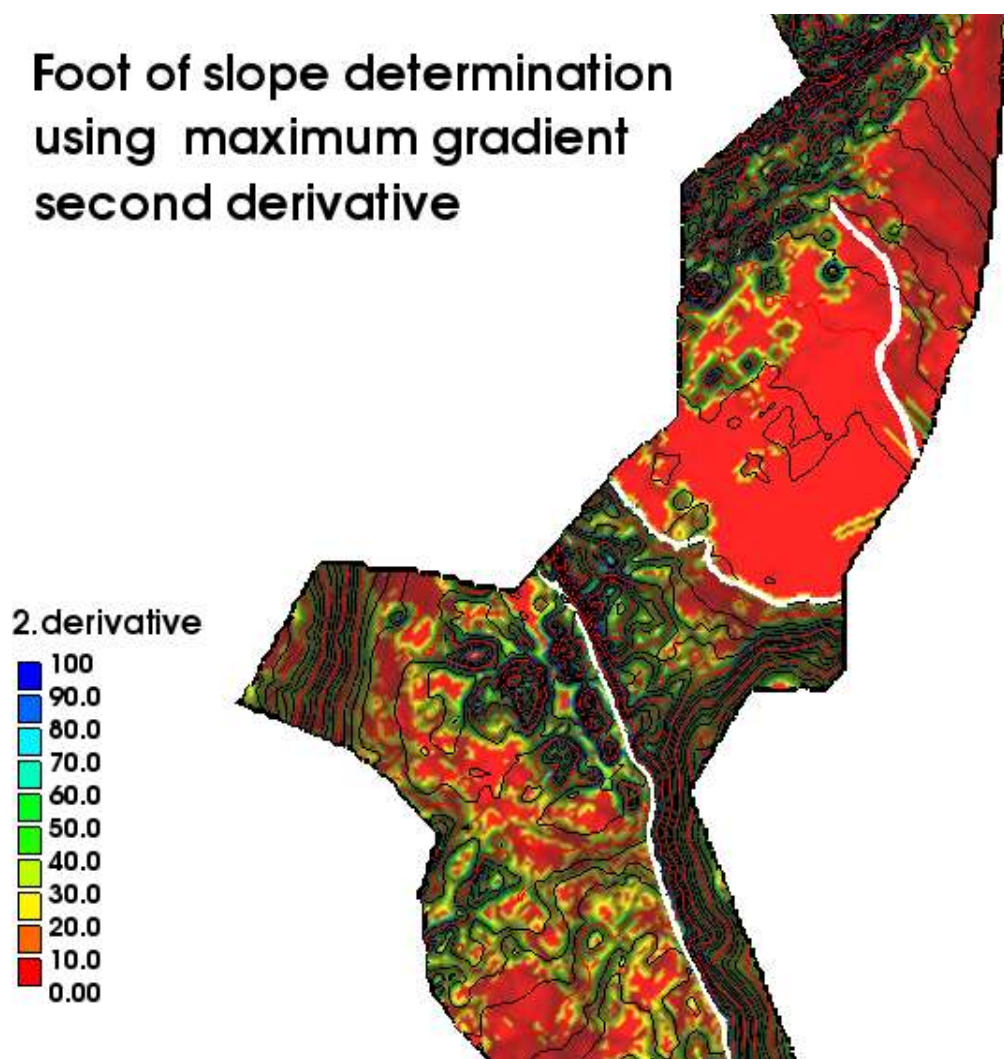 Foot of slope determination
using maximum gradient
second derivative
2.derivative
100
90.0
80.0
70.0
60.0
50.0
40.0
30.0
20.0
10.0
0.00